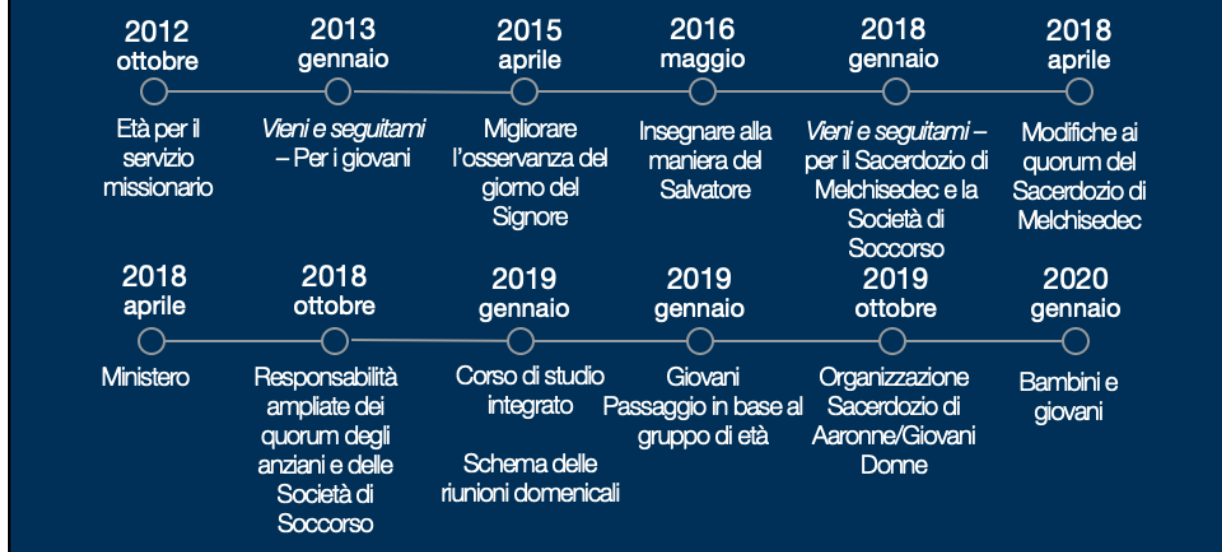 2012
ottobre
Età per il
servizio
missionario
2013
gennaio
Vieni e seguitami
– Per i giovani
2015
aprile
Migliorare
l'osservanza del
giorno del
Signore
2016
maggio
Insegnare alla
maniera del
Salvatore
2018
gennaio
Vieni e seguitami –
per il Sacerdozio di
Melchisedec e la
Società di
Soccorso
2018
aprile
Modifiche ai
quorum del
Sacerdozio di
Melchisedec
2018
aprile
Ministero
2018
ottobre
Responsabilità
ampliate dei
quorum degli
anziani e delle
Società di
Soccorso
2019
gennaio
Corso di studio
integrato
Schema delle
riunioni domenicali
2019
gennaio
Giovani
Passaggio in base al
gruppo di età
2019
ottobre
Organizzazione
Sacerdozio di
Aaronne/Giovani
Donne
2020
gennaio
Bambini e
giovani